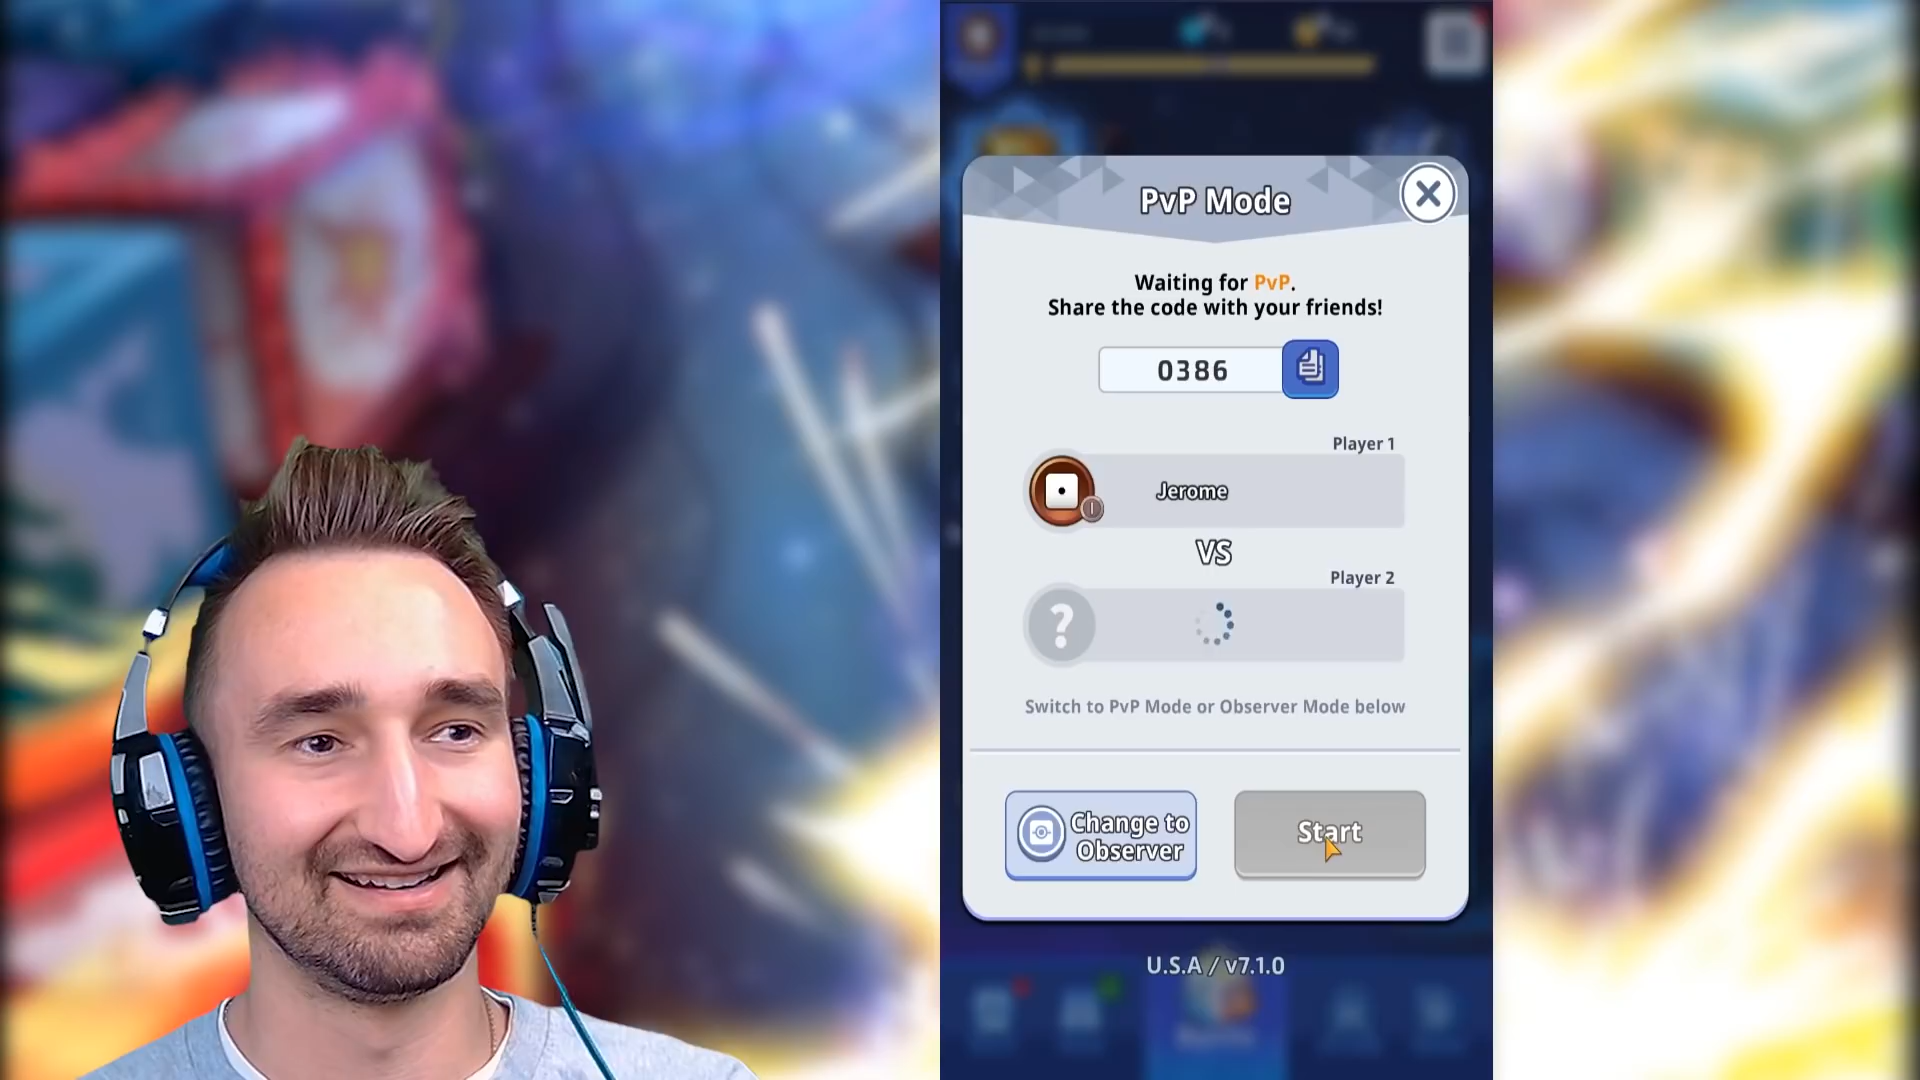 PvP Mode
Waiting for PvP.
Share the code with your friends!
0386
Player 1
Jerome
VS
Player 2
?
Switch to PvP Mode or Observer Mode below
Change to
Observer
Start
U.S.A / v7.1.0